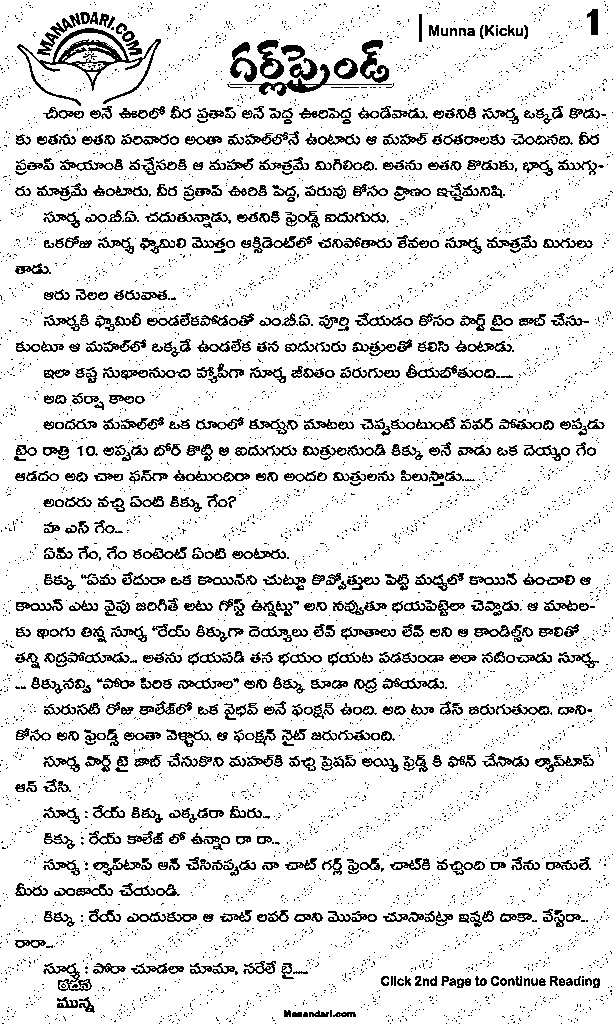 MANANDARI.COM
Munna (Kicku)
1
గర్ల్‌ఫ్రెండ్
చీరాల అనే ఊరిలో వీర ప్రతాప్ అనే పెద్ద ఊరిపెద్ద ఉండేవాడు. అతనికి సూర్య ఒక్కడే కొడు-
కు అతను అతని పరివారం అంతా మహల్‌లోనే ఉంటారు ఆ మహల్ తరతరాలకు చెందినది. వీర
ప్రతాప్ హయాంకి వచ్చేసరికి ఆ మహల్ మాత్రమే మిగిలింది. అతను అతని కొడుకు, భార్య ముగ్గు-
రు మాత్రమే ఉంటారు. వీర ప్రతాప్ ఊరికి పెద్ద, పరువు కోసం ప్రాణం ఇచ్చేమనిషి.
సూర్య ఎం.బీ.ఏ. చదుతున్నాడు, అతనికి ఫ్రెండ్స్ ఐదుగురు.
ఒకరోజు సూర్య ఫ్యామిలి మొత్తం ఆక్సిడెంట్‌లో చనిపోతారు కేవలం సూర్య మాత్రమే మిగులు
తాడు.
ఆరు నెలల తరువాత...
సూర్యకి ఫ్యామిలీ అండలేకపోడంతో ఎం.బీ.ఏ. పూర్తి చేయడం కోసం పార్ట్ టైం జాబ్ చేసు-
కుంటూ ఆ మహల్‌లో ఒక్కడే ఉండలేక తన ఐదుగురు మిత్రులతో కలిసి ఉంటాడు.
ఇలా కష్ట సుఖాలనుంచి వ్యాపీగా సూర్య జీవితం పరుగులు తీయబోతుంది.....
అది వర్షా కాలం
అందరూ మహల్‌లో ఒక రూంలో కూర్చుని మాటలు చెప్పుకుంటుంటే పవర్ పోతుంది అప్పుడు
టైం రాత్రి 10. అప్పుడు బోర్ కొట్టి ఆ ఐదుగురు మిత్రులనుండి కిక్కు అనే వాడు ఒక దెయ్యం గేం
ఆడదం అది చాల ఫన్‌గా ఉంటుందిరా అని అందరి మిత్రులను పిలుస్తాడు....
అందరు వచ్చి ఏంటి కిక్కు గేం?
హ ఎస్ గేం...
ఏమ్ గేం, గేం కంటెంట్ ఏంటి అంటారు.
కిక్కు "ఏమ లేదురా ఒక కాయిన్‌ని చుట్టూ కొవ్వోత్తులు పెట్టి మధ్యలో కాయిన్ ఉంచాలి ఆ
కాయిన్ ఎటు వైపు జరిగితే అటు గోస్ట్ ఉన్నట్టు" అని నవ్వుతూ భయపెట్టెలా చెప్పాడు. ఆ మాటల-
కు ఖంగు తిన్న సూర్య "రేయ్ కిక్కుగా దెయ్యాలు లేవ్ భూతాలు లేవ్ అని ఆ కాండిల్స్‌ని కాలితో
తన్ని నిద్రపోయాడు... అతను భయపడి తన భయం భయట పడకుండా అలా నటించాడు సూర్య.
.... కిక్కునవ్వి "పోరా పిరిక నాయాల" అని కిక్కు కూడా నిద్ర పోయాడు.
మరుసటి రోజు కాలేక్‌లో ఒక వైభవ్ అనే ఫంక్షన్ ఉంది. అది టూ డేస్ జరుగుతుంది. దాని-
కోసం అని ఫ్రెండ్స్ అంతా వెళ్ళారు. ఆ ఫంక్షన్ నైట్ జరుగుతుంది.
సూర్య పార్ట్ టై జాబ్ చేసుకొని మహల్‌కి వచ్చి ప్రెషప్ అయ్యి ఫ్రెడ్స్ కి ఫోన్ చేసాడు ల్యాప్‌టాప్
ఆన్ చేసి.
సూర్య : రేయ్ కిక్కు ఎక్కడరా మీరు...
కిక్కు : రేయ్ కాలేజ్ లో ఉన్నాం రా రా...
సూర్య : ల్యాప్‌టాప్ ఆన్ చేసినప్పుడు నా చాట్ గర్ల్ ఫ్రెండ్, చాట్‌కి వచ్చింది రా నేను రానులే.
మీరు ఎంజాయ్ చేయండి.
కిక్కు : రేయ్ ఎందుకురా ఆ చాట్ లవర్ దాని మొహం చూసావట్రా ఇప్పటి దాకా.. వేస్ట్‌రా..
రారా...
సూర్య : పోరా చూడలా మామా, సరేలే బై.....
రచన
మున్న
Click 2nd Page to Continue Reading
Manandari.com